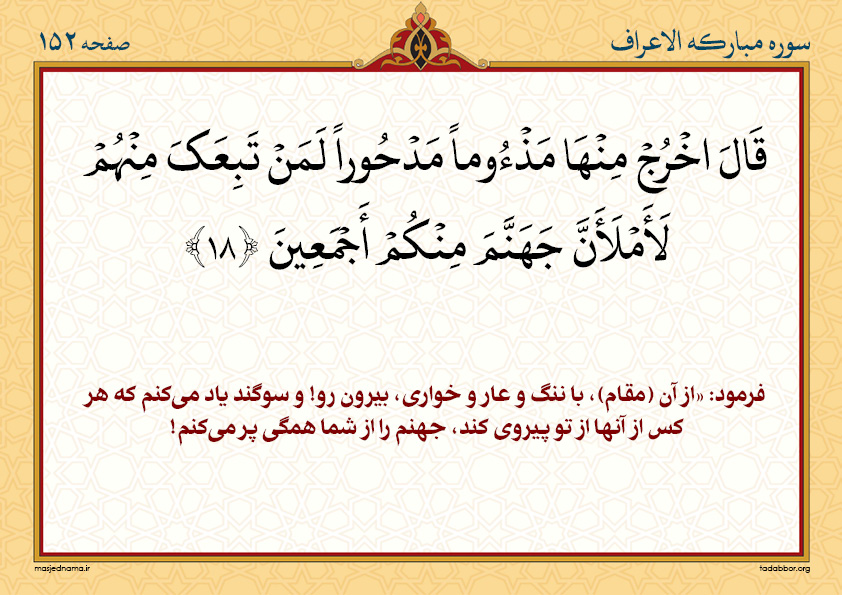 سوره مبارکه الاعراف
صفحه ۱۵۲
قَالَ اخْرُجْ مِنْهَا مَذْءُوماً مَدْحُوراً لَمَنْ تَبِعَکَ مِنْهُمْ
لَأَمْلَأَنَّ جَهَنَّمَ مِنْکُمْ أَجْمَعِینَ ﴿۱۸﴾
فرمود: «از آن (مقام)، با ننگ و عار و خواری، بیرون رو! و سوگند یاد می‌کنم که هر
کس از آنها از تو پیروی کند، جهنم را از شما همگی پر می‌کنم!
masjednama.ir
tadabbor.org